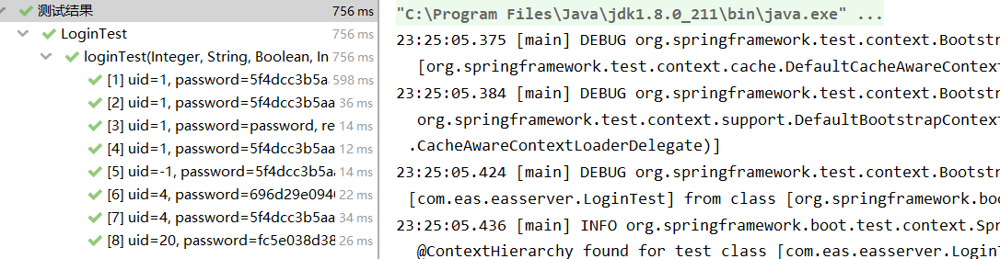 测试结果 756 ms
LoginTest 756 ms
loginTest(Integer, String, Boolean, In 756 ms
[1] uid=1, password=5f4dcc3b5aa 598 ms
[2] uid=1, password=5f4dcc3b5aa 36 ms
[3] uid=1, password=password, re 14 ms
[4] uid=1, password=5f4dcc3b5aa 12 ms
[5] uid=-1, password=5f4dcc3b5aa 14 ms
[6] uid=4, password=696d29e0940 22 ms
[7] uid=4, password=5f4dcc3b5aa 34 ms
[8] uid=20, password=fc5e038d38 26 ms
"C:\Program Files\Java\jdk1.8.0_211\bin\java.exe" ...
23:25:05.375 [main] DEBUG org.springframework.test.context.Bootstr
[org.springframework.test.context.cache.DefaultCacheAwareContext
23:25:05.384 [main] DEBUG org.springframework.test.context.Bootstr
org.springframework.test.context.support.DefaultBootstrapContext
.CacheAwareContextLoaderDelegate)]
23:25:05.424 [main] DEBUG org.springframework.test.context.Bootstr
[com.eas.easserver.LoginTest] from class [org.springframework.boo
23:25:05.436 [main] INFO org.springframework.boot.test.context.Spr
@ContextHierarchy found for test class [com.eas.easserver.LoginT